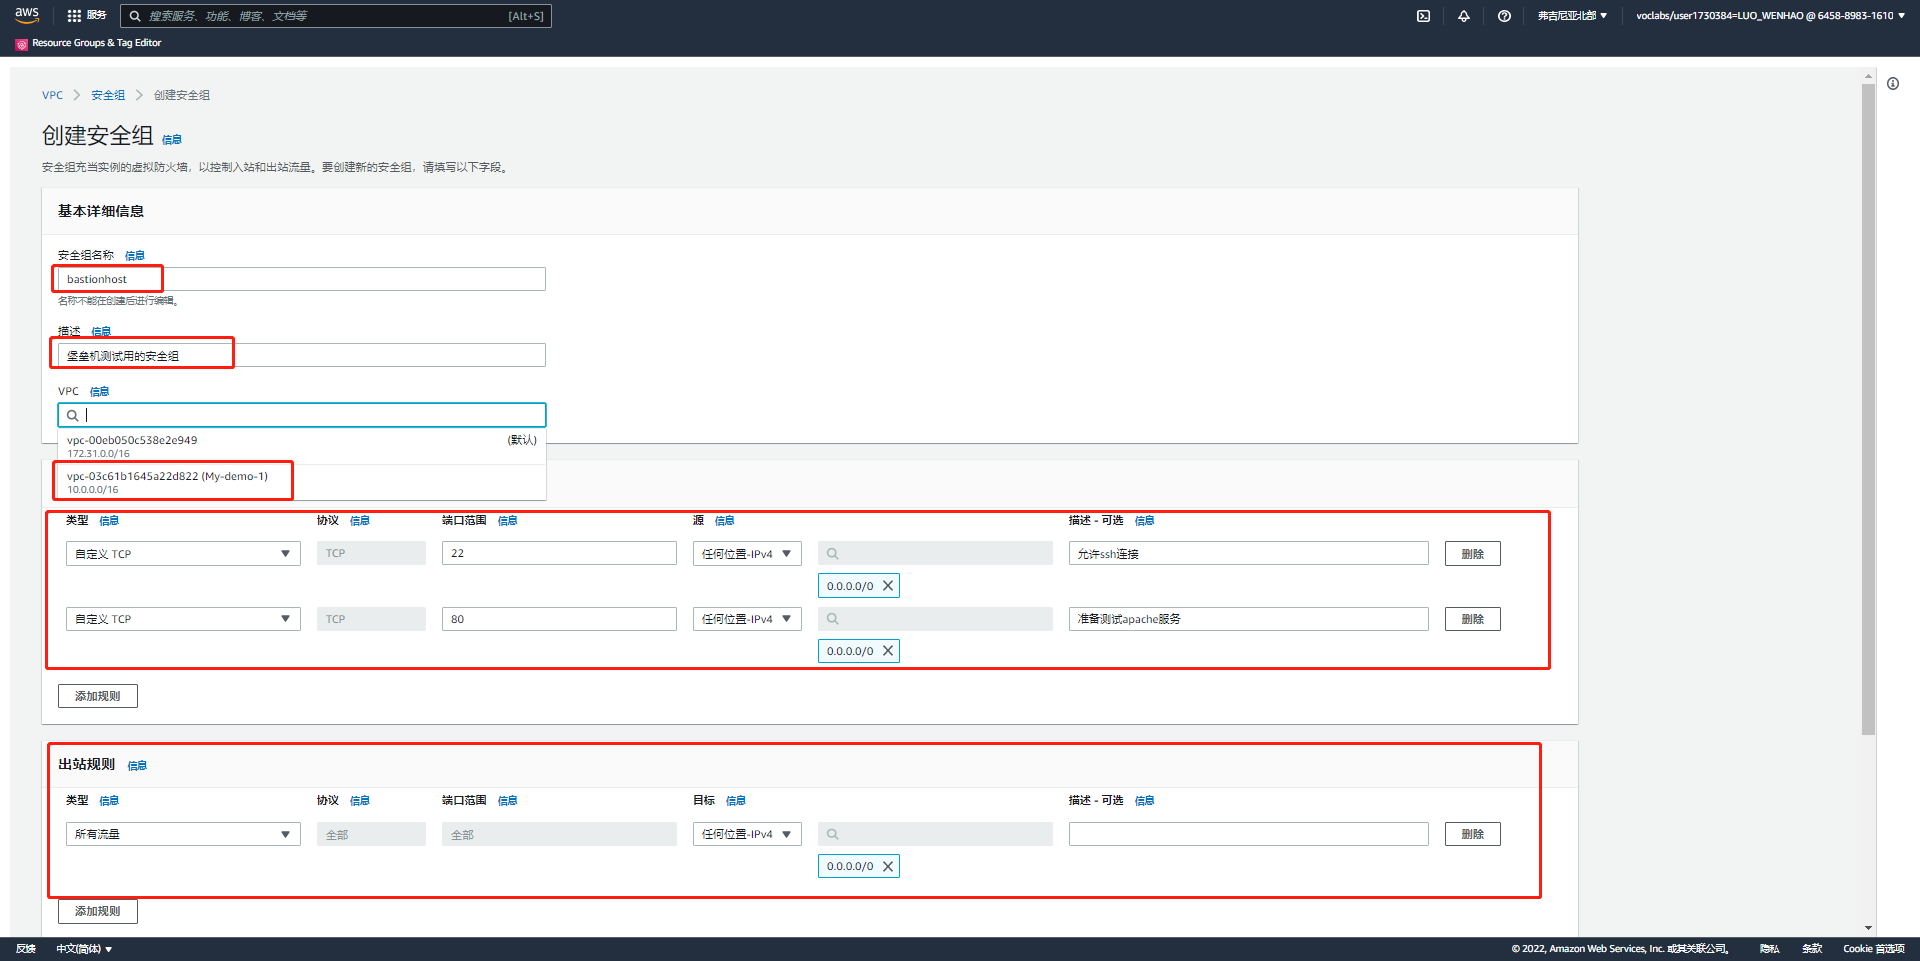 aws
服务
搜索服务、功能、博客、文档等
[Alt+S]
弗吉尼亚北部
voclabs/user1730384=LUO_WENHAO @ 6458-8983-1610
Resource Groups & Tag Editor
VPC
安全组
创建安全组
创建安全组 信息
安全组充当实例的虚拟防火墙，以控制入站和出站流量。要创建新的安全组，请填写以下字段。
基本详细信息
安全组名称 信息
bastionhost
名称不能在创建后进行编辑。
描述 信息
堡垒机测试用的安全组
VPC 信息
vpc-00eb050c538e2e949 (默认)
172.31.0.0/16
vpc-03c61b1645a22d822 (My-demo-1)
10.0.0.0/16
类型 信息 协议 信息 端口范围 信息 源 信息 描述 - 可选 信息
自定义 TCP TCP 22 任何位置-IPv4 允许ssh连接 删除
0.0.0.0/0
自定义 TCP TCP 80 任何位置-IPv4 准备测试apache服务 删除
0.0.0.0/0
添加规则
出站规则 信息
类型 信息 协议 信息 端口范围 信息 目标 信息 描述 - 可选 信息
所有流量 全部 全部 任何位置-IPv4 删除
0.0.0.0/0
添加规则
反馈 中文(简体) © 2022, Amazon Web Services, Inc. 或其关联公司。 隐私 条款 Cookie 首选项